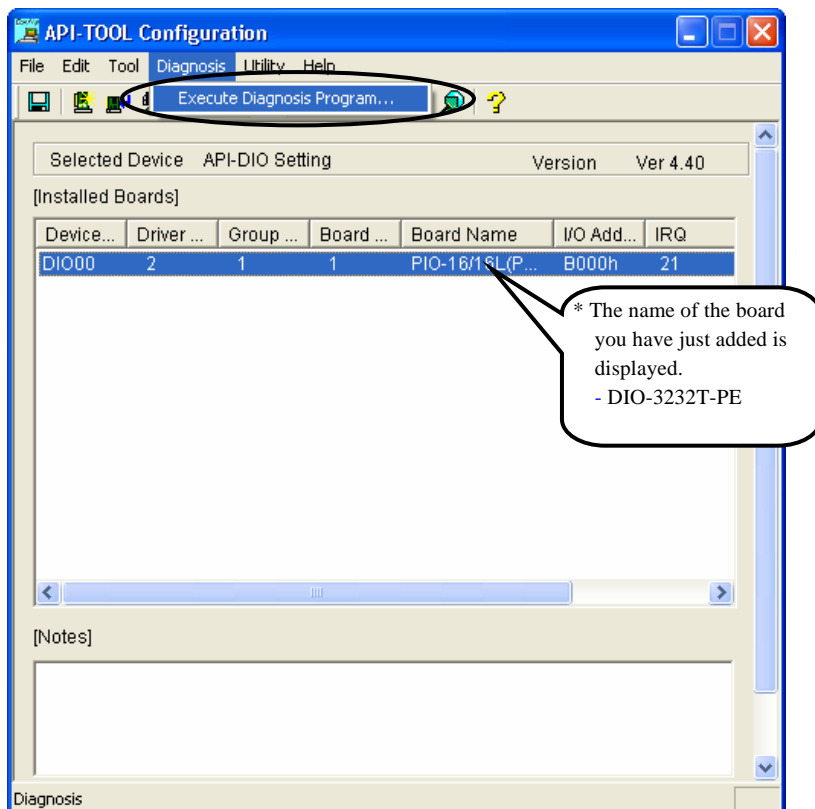 API-TOOL Configuration
File Edit Tool Diagnosis Utility Help
Execute Diagnosis Program...
Selected Device API-DIO Setting Version Ver 4.40
[Installed Boards]
Device... Driver ... Group ... Board ... Board Name I/O Add... IRQ
DIO00 2 1 1 PIO-16/16L(P... B000h 21
* The name of the board
you have just added is
displayed.
- DIO-3232T-PE
[Notes]
Diagnosis